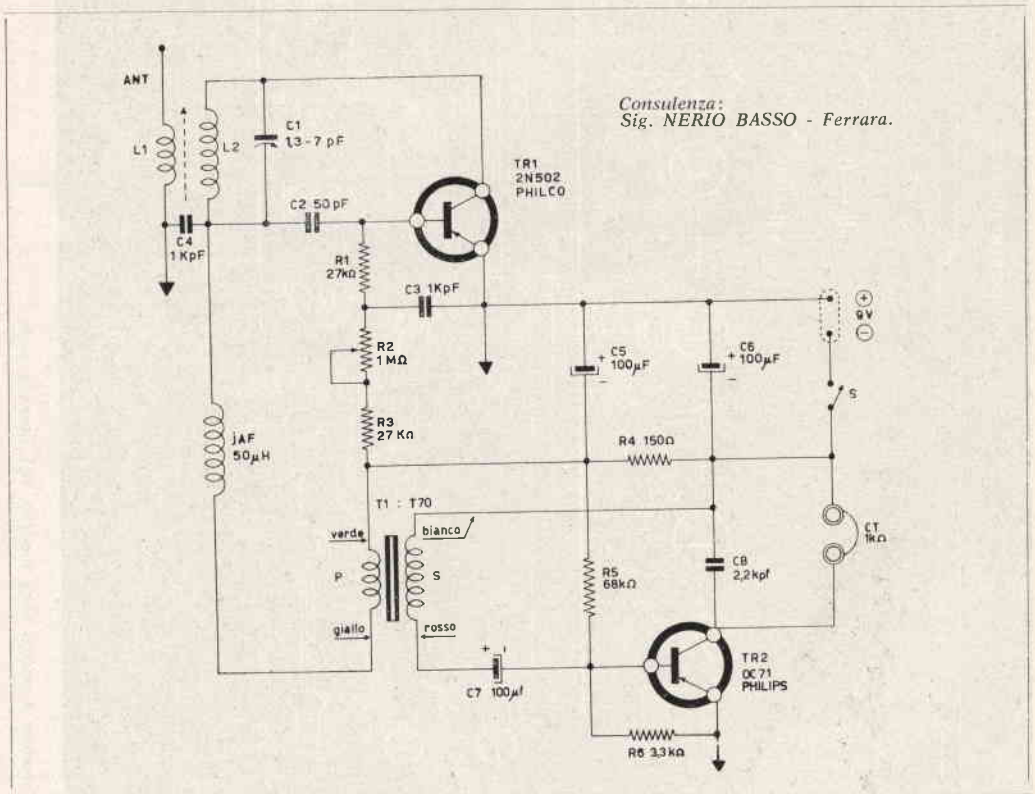 ANT
L1
L2
C1
1,3-7 pF
Consulenza:
Sig. NERIO BASSO - Ferrara.
TR1
2N502
PHILCO
C2 50 pF
C4
1 KpF
R1
27kΩ
C3 1KpF
R2
1 MΩ
R3
27 KΩ
+ C5
100µF
–
+ C6
100µF
–
+
9V
–
S
jAF
50µH
R4 150Ω
T1 : T70
verde
bianco
P
S
giallo
rosso
CT
1kΩ
R5
68kΩ
C8
2,2kpf
+ –
C7 100µf
TR2
OC71
PHILIPS
R6 3,3kΩ